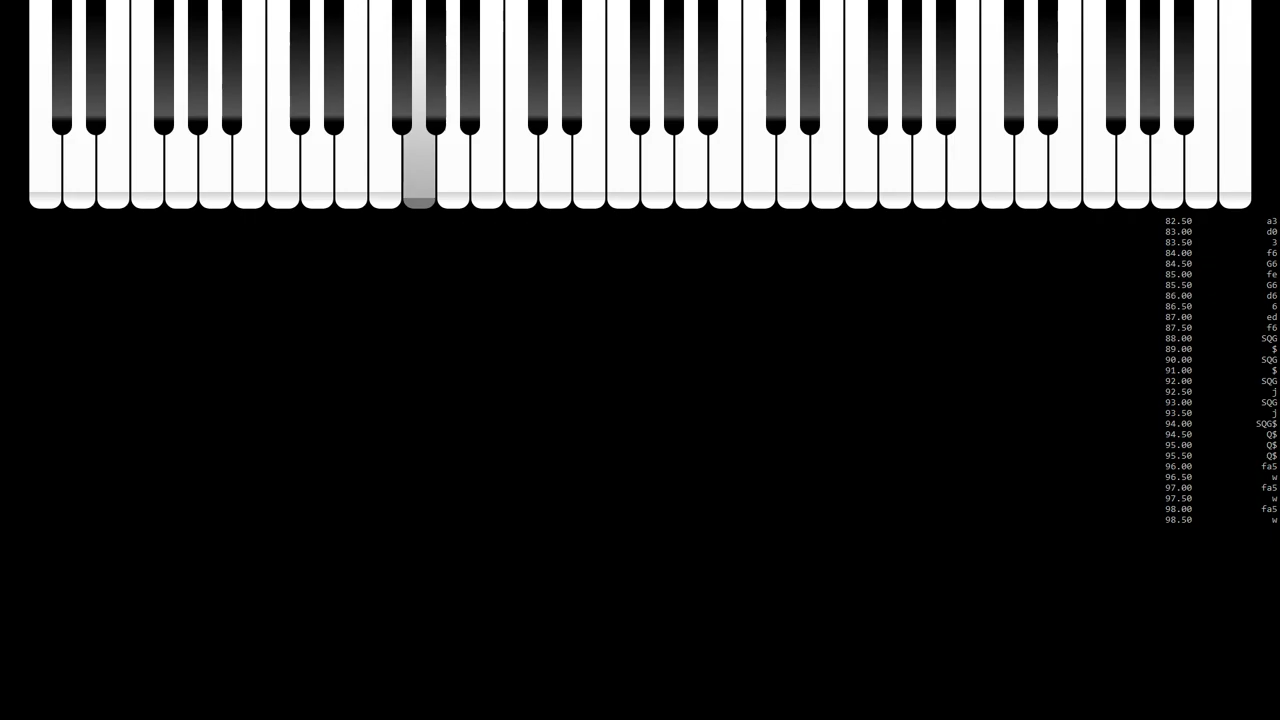 82.50 a3
83.00 d0
83.50 3
84.00 f6
84.50 G6
85.00 fe
85.50 G6
86.00 d6
86.50 6
87.00 ed
87.50 f6
88.00 SQG
89.00 $
90.00 SQG
91.00 $
92.00 SQG
92.50 j
93.00 SQG
93.50 j
94.00 SQG$
94.50 Q$
95.00 Q$
95.50 Q$
96.00 fa5
96.50 w
97.00 fa5
97.50 w
98.00 fa5
98.50 w